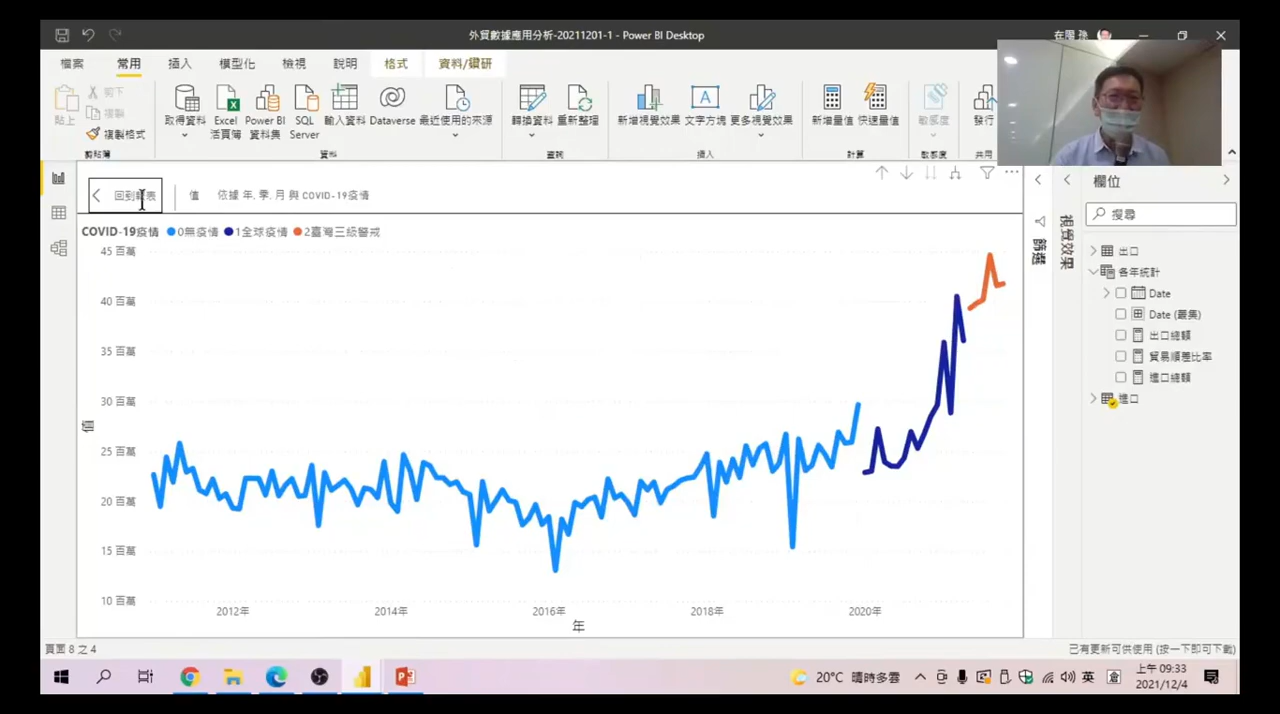 外貿數據應用分析-20211201-1 - Power BI Desktop
在陽 孫
檔案 常用 插入 模型化 檢視 說明 格式 資料/鑽研
貼上
剪下
複製
複製格式
剪貼簿
取得資料
Excel 活頁簿
Power BI 資料集
SQL Server
輸入資料
Dataverse
最近使用的來源
資料
轉換資料
重新整理
查詢
新增視覺效果
文字方塊
更多視覺效果
插入
新增量值
快速量值
計算
敏感度
敏感度
發行
共用
回到報表
值 依據 年, 季, 月 與 COVID-19疫情
COVID-19疫情 0無疫情 1全球疫情 2臺灣三級警戒
45 百萬
40 百萬
35 百萬
30 百萬
25 百萬
20 百萬
15 百萬
10 百萬
值
2012年 2014年 2016年 2018年 2020年
年
篩選
視覺效果
欄位
搜尋
出口
各年統計
Date
Date (叢集)
出口總額
貿易順差比率
進口總額
進口
頁面 8 之 4
已有更新可供使用 (按一下即可下載)
20°C 晴時多雲
英
倉
上午 09:33
2021/12/4